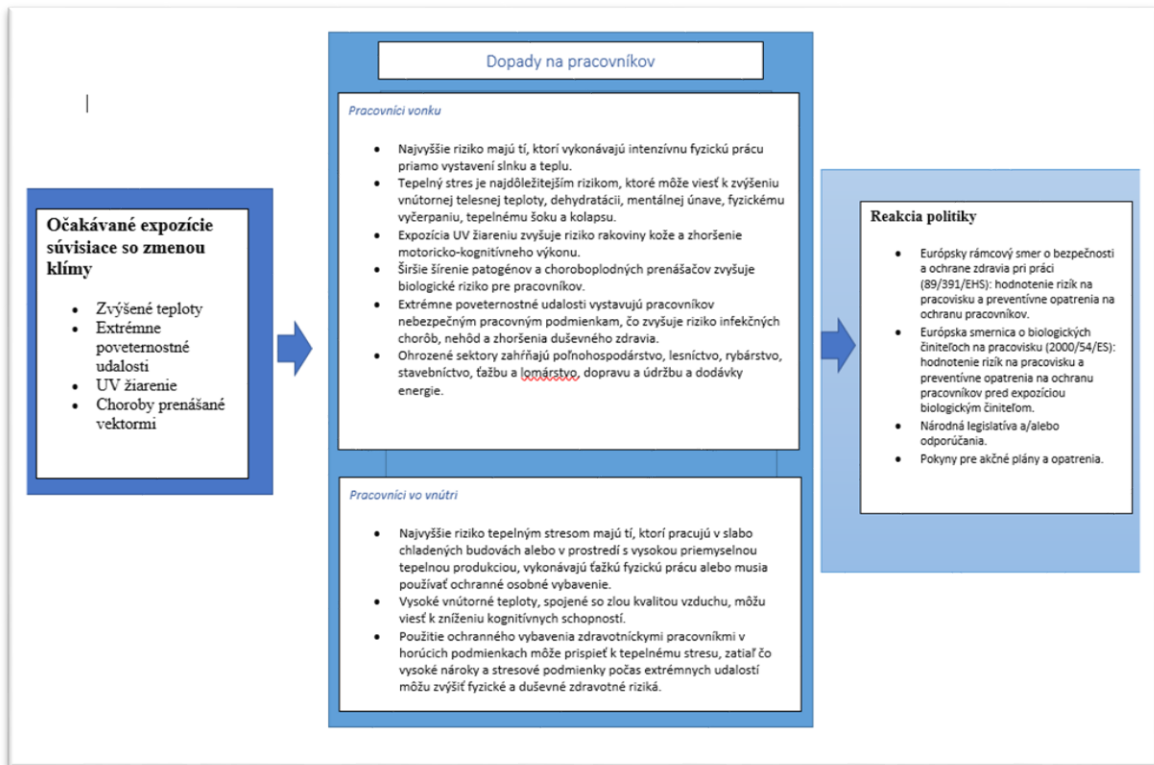 Očakávané expozície
súvisiace so zmenou
klímy
• Zvýšené teploty
• Extrémne
poveternostné
udalosti
• UV žiarenie
• Choroby prenášané
vektormi
Dopady na pracovníkov
Pracovníci vonku
• Najvyššie riziko majú tí, ktorí vykonávajú intenzívnu fyzickú prácu
priamo vystavení slnku a teplu.
• Tepelný stres je najdôležitejším rizikom, ktoré môže viesť k zvýšeniu
vnútornej telesnej teploty, dehydratácii, mentálnej únave, fyzickému
vyčerpaniu, tepelnému šoku a kolapsu.
• Expozícia UV žiareniu zvyšuje riziko rakoviny kože a zhoršenie
motoricko-kognitívneho výkonu.
• Širšie šírenie patogénov a choroboplodných prenášačov zvyšuje
biologické riziko pre pracovníkov.
• Extrémne poveternostné udalosti vystavujú pracovníkov
nebezpečným pracovným podmienkam, čo zvyšuje riziko infekčných
chorôb, nehôd a zhoršenia duševného zdravia.
• Ohrozené sektory zahŕňajú poľnohospodárstvo, lesníctvo, rybárstvo,
stavebníctvo, ťažbu a lomárstvo, dopravu a údržbu a dodávky
energie.
Pracovníci vo vnútri
• Najvyššie riziko tepelným stresom majú tí, ktorí pracujú v slabo
chladených budovách alebo v prostredí s vysokou priemyselnou
tepelnou produkciou, vykonávajú ťažkú fyzickú prácu alebo musia
používať ochranné osobné vybavenie.
• Vysoké vnútorné teploty, spojené so zlou kvalitou vzduchu, môžu
viesť k zníženiu kognitívnych schopností.
• Použitie ochranného vybavenia zdravotníckymi pracovníkmi v
horúcich podmienkach môže prispieť k tepelnému stresu, zatiaľ čo
vysoké nároky a stresové podmienky počas extrémnych udalostí
môžu zvýšiť fyzické a duševné zdravotné riziká.
Reakcia politiky
• Európsky rámcový smer o bezpečnosti
a ochrane zdravia pri práci
(89/391/EHS): hodnotenie rizík na
pracovisku a preventívne opatrenia na
ochranu pracovníkov.
• Európska smernica o biologických
činiteľoch na pracovisku (2000/54/ES):
hodnotenie rizík na pracovisku a
preventívne opatrenia na ochranu
pracovníkov pred expozíciou
biologickým činiteľom.
• Národná legislatíva a/alebo
odporúčania.
• Pokyny pre akčné plány a opatrenia.